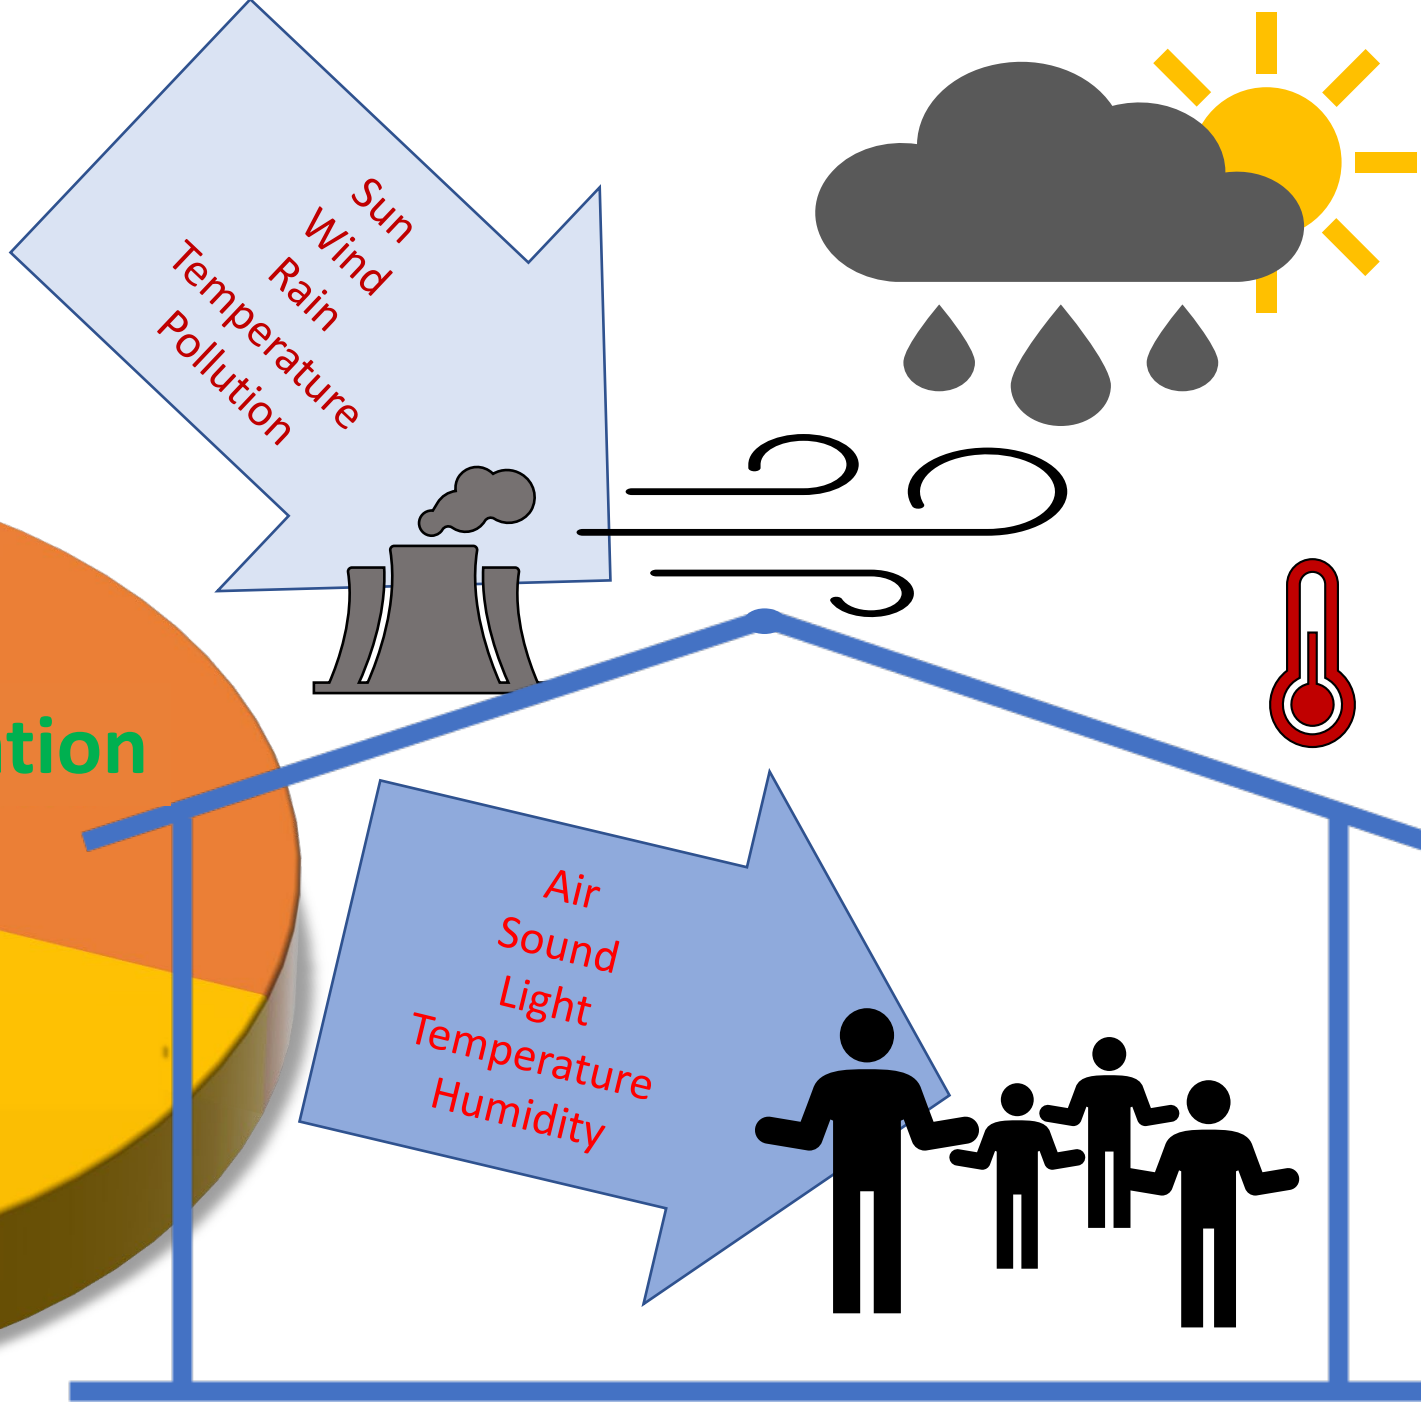 Sun
Wind
Rain
Temperature
Pollution
tion
Air
Sound
Light
Temperature
Humidity